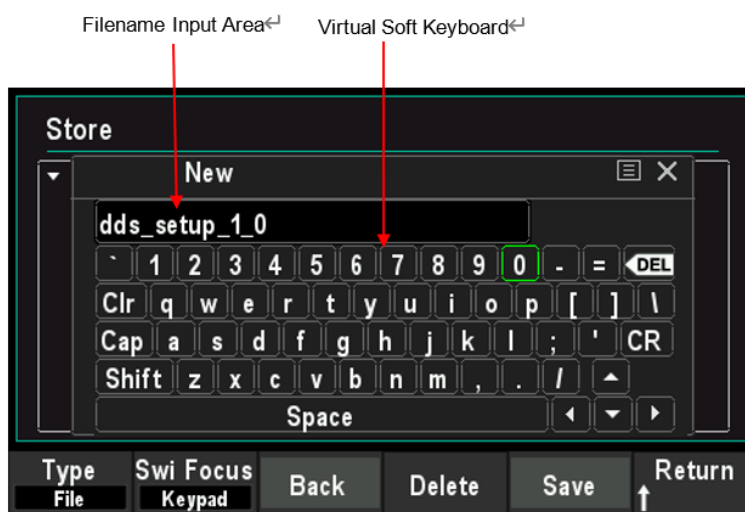 Filename Input Area↵ Virtual Soft Keyboard↵
Store
New
dds_setup_1_0
` 1 2 3 4 5 6 7 8 9 0 - = DEL
Clr q w e r t y u i o p [ ] \
Cap a s d f g h j k l ; ' CR
Shift z x c v b n m , . /
Space
Type Swi Focus Back Delete Save Return
File Keypad